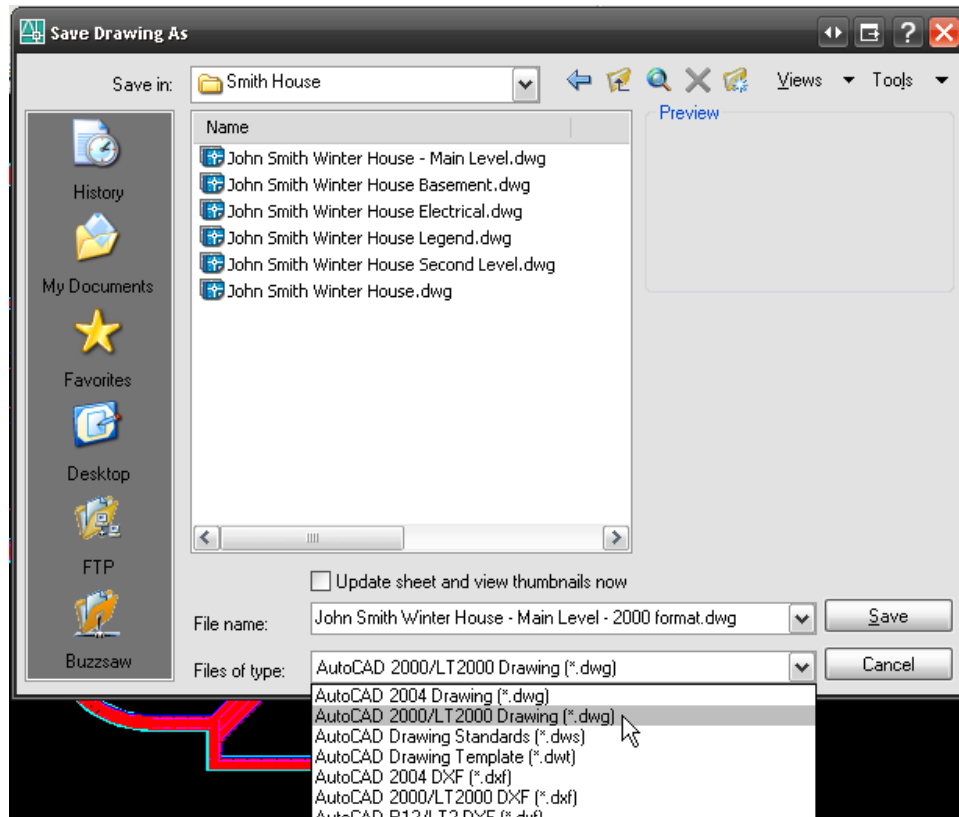 Save Drawing As
Save in:
Smith House
Views
Tools
History
My Documents
Favorites
Desktop
FTP
Buzzsaw
Name
John Smith Winter House - Main Level.dwg
John Smith Winter House Basement.dwg
John Smith Winter House Electrical.dwg
John Smith Winter House Legend.dwg
John Smith Winter House Second Level.dwg
John Smith Winter House.dwg
Preview
Update sheet and view thumbnails now
File name:
John Smith Winter House - Main Level - 2000 format.dwg
Save
Files of type:
AutoCAD 2000/LT2000 Drawing (*.dwg)
Cancel
AutoCAD 2004 Drawing (*.dwg)
AutoCAD 2000/LT2000 Drawing (*.dwg)
AutoCAD Drawing Standards (*.dws)
AutoCAD Drawing Template (*.dwt)
AutoCAD 2004 DXF (*.dxf)
AutoCAD 2000/LT2000 DXF (*.dxf)
AutoCAD R12/LT2 DXF (*.dxf)